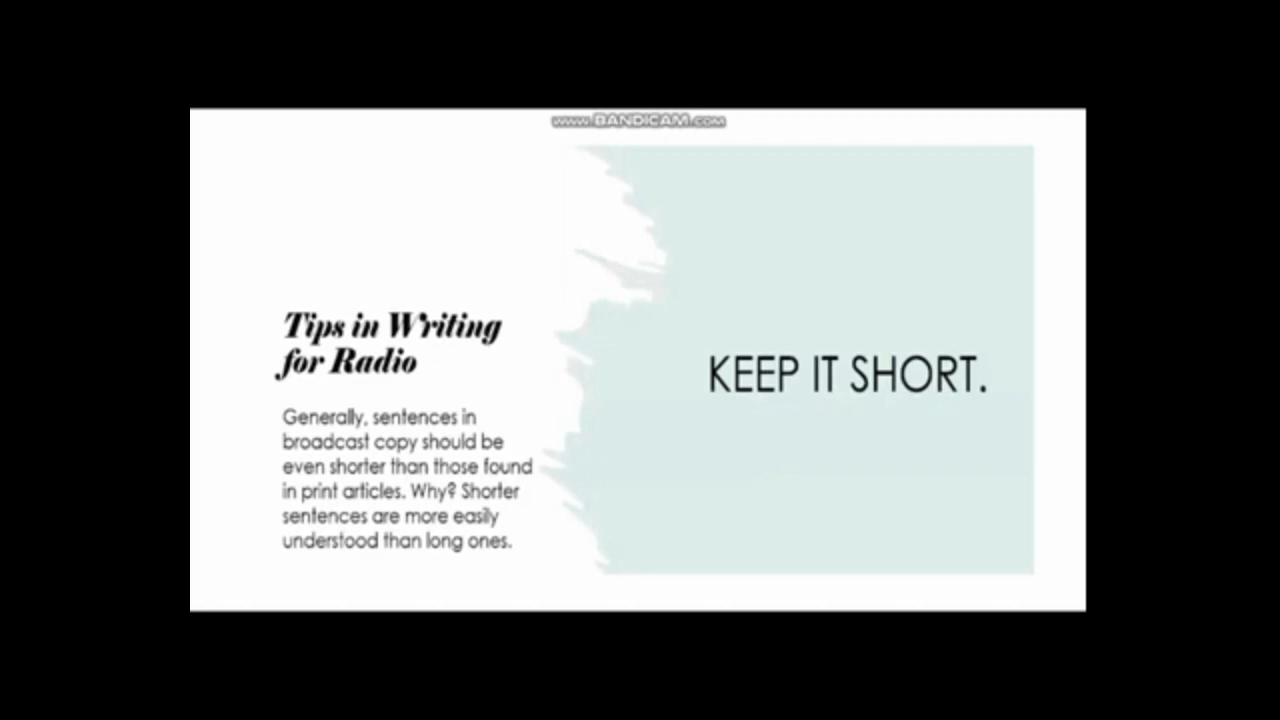 www.BANDICAM.com
Tips in Writing
for Radio
Generally, sentences in
broadcast copy should be
even shorter than those found
in print articles. Why? Shorter
sentences are more easily
understood than long ones.
KEEP IT SHORT.